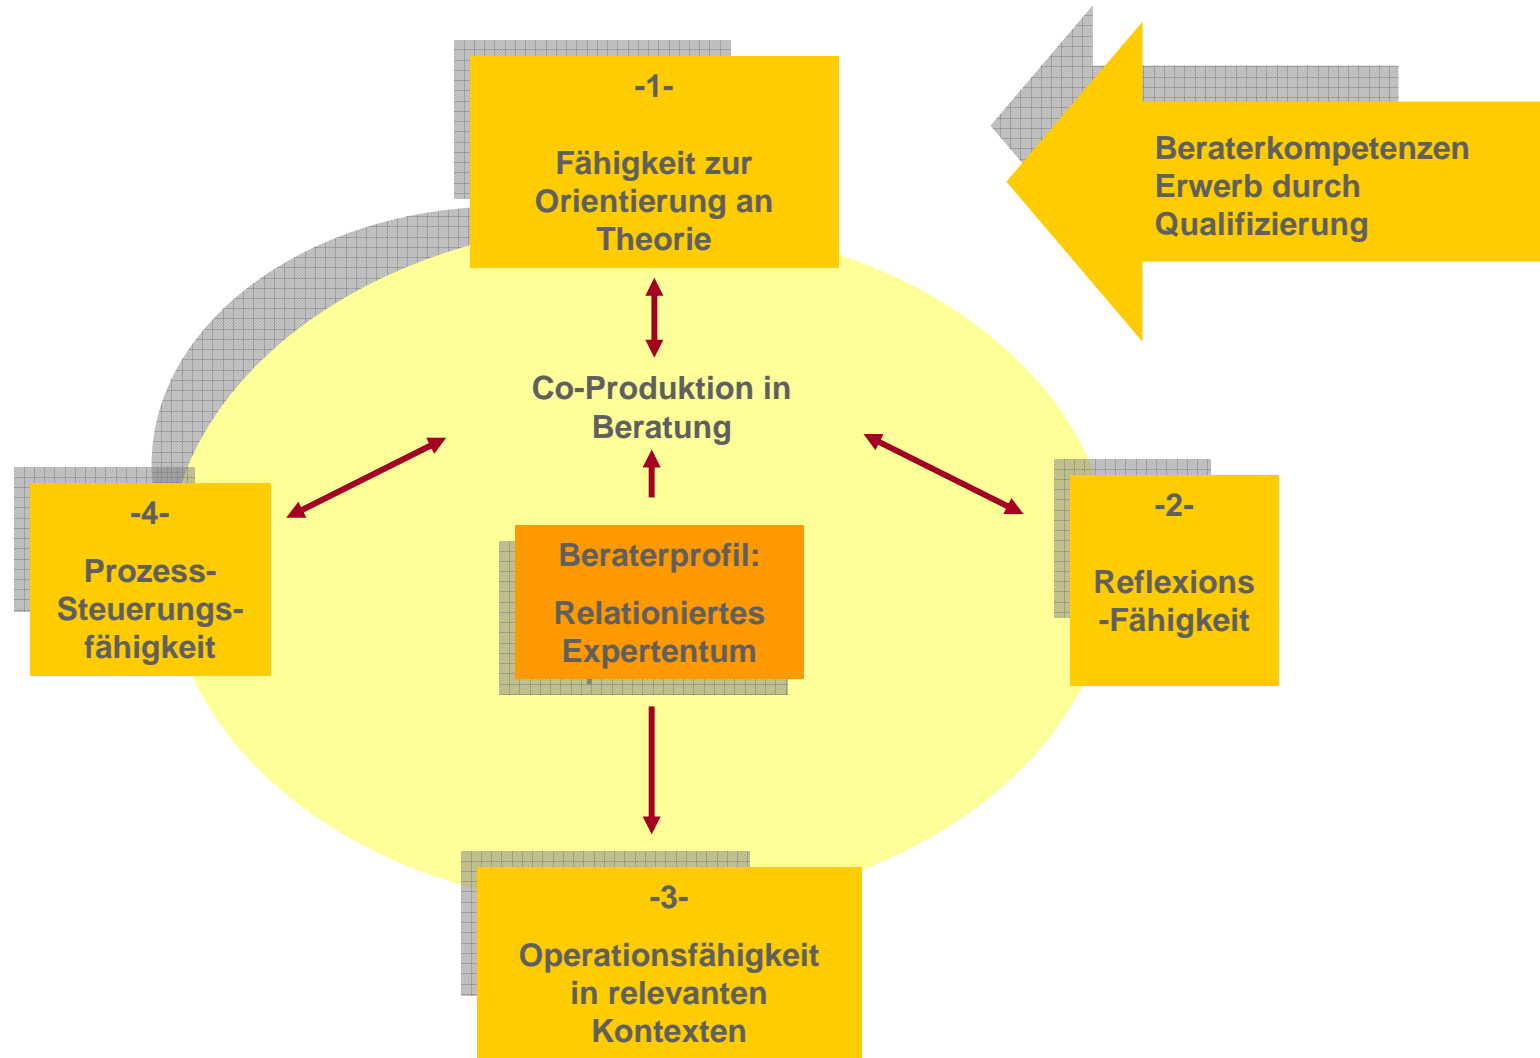 -1-
Fähigkeit zur
Orientierung an
Theorie
Beraterkompetenzen
Erwerb durch
Qualifizierung
Co-Produktion in
Beratung
-4-
Prozess-
Steuerungs-
fähigkeit
Beraterprofil:
Relationiertes
Expertentum
-2-
Reflexions
-Fähigkeit
-3-
Operationsfähigkeit
in relevanten
Kontexten